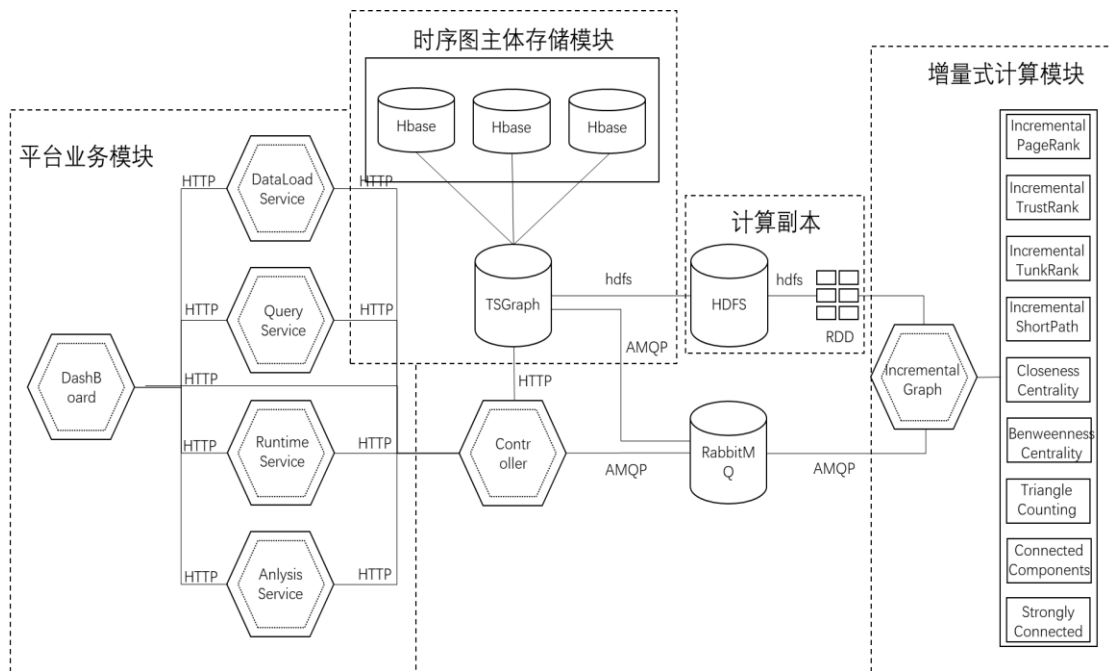 时序图主体存储模块
Hbase
Hbase
Hbase
平台业务模块
HTTP
DataLoad
Service
HTTP
HTTP
Query
Service
HTTP
DashB
oard
HTTP
HTTP
HTTP
Runtime
Service
HTTP
HTTP
Anlysis
Service
HTTP
TSGraph
hdfs
AMQP
HTTP
Contr
oller
AMQP
计算副本
HDFS
hdfs
RDD
RabbitM
Q
AMQP
增量式计算模块
Incremental
Graph
Incremental
PageRank
Incremental
TrustRank
Incremental
TunkRank
Incremental
ShortPath
Closeness
Centrality
Benweenness
Centrality
Triangle
Counting
Connected
Components
Strongly
Connected